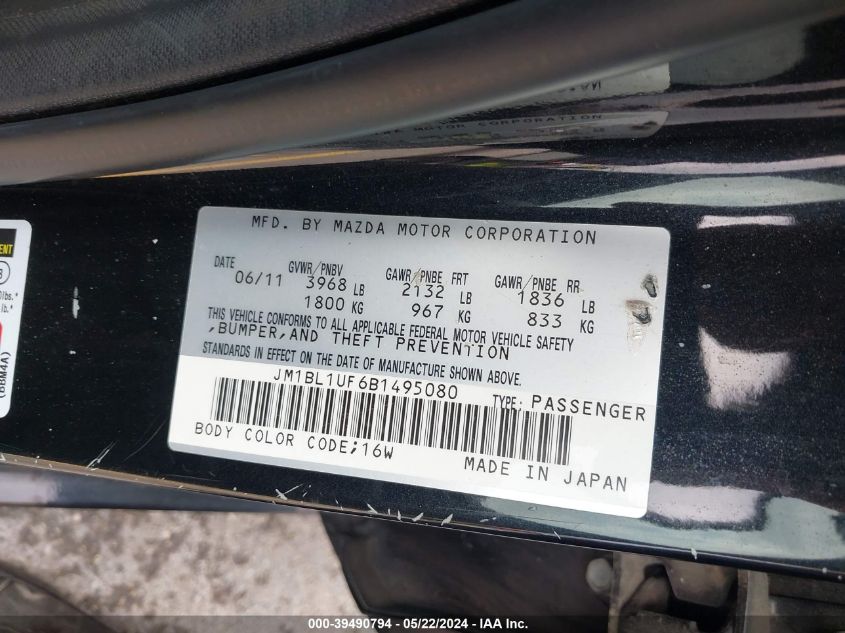 MFD. BY MAZDA MOTOR CORPORATION
DATE GVWR/PNBV GAWR/PNBE FRT GAWR/PNBE RR
06/11 3968 LB 2132 LB 1836 LB
1800 KG 967 KG 833 KG
THIS VEHICLE CONFORMS TO ALL APPLICABLE FEDERAL MOTOR VEHICLE SAFETY
,BUMPER,AND THEFT PREVENTION
STANDARDS IN EFFECT ON THE DATE OF MANUFACTURE SHOWN ABOVE.
JM1BL1UF6B1495080
TYPE: PASSENGER
BODY COLOR CODE;16W
MADE IN JAPAN
(BBM4A)
000-39490794 - 05/22/2024 - IAA Inc.